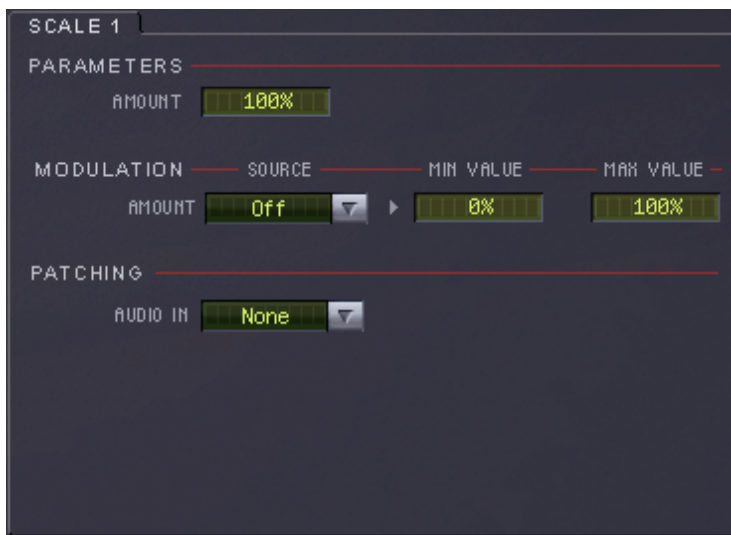 SCALE 1
PARAMETERS
AMOUNT 100%
MODULATION SOURCE MIN VALUE MAX VALUE
AMOUNT Off 0% 100%
PATCHING
AUDIO IN None